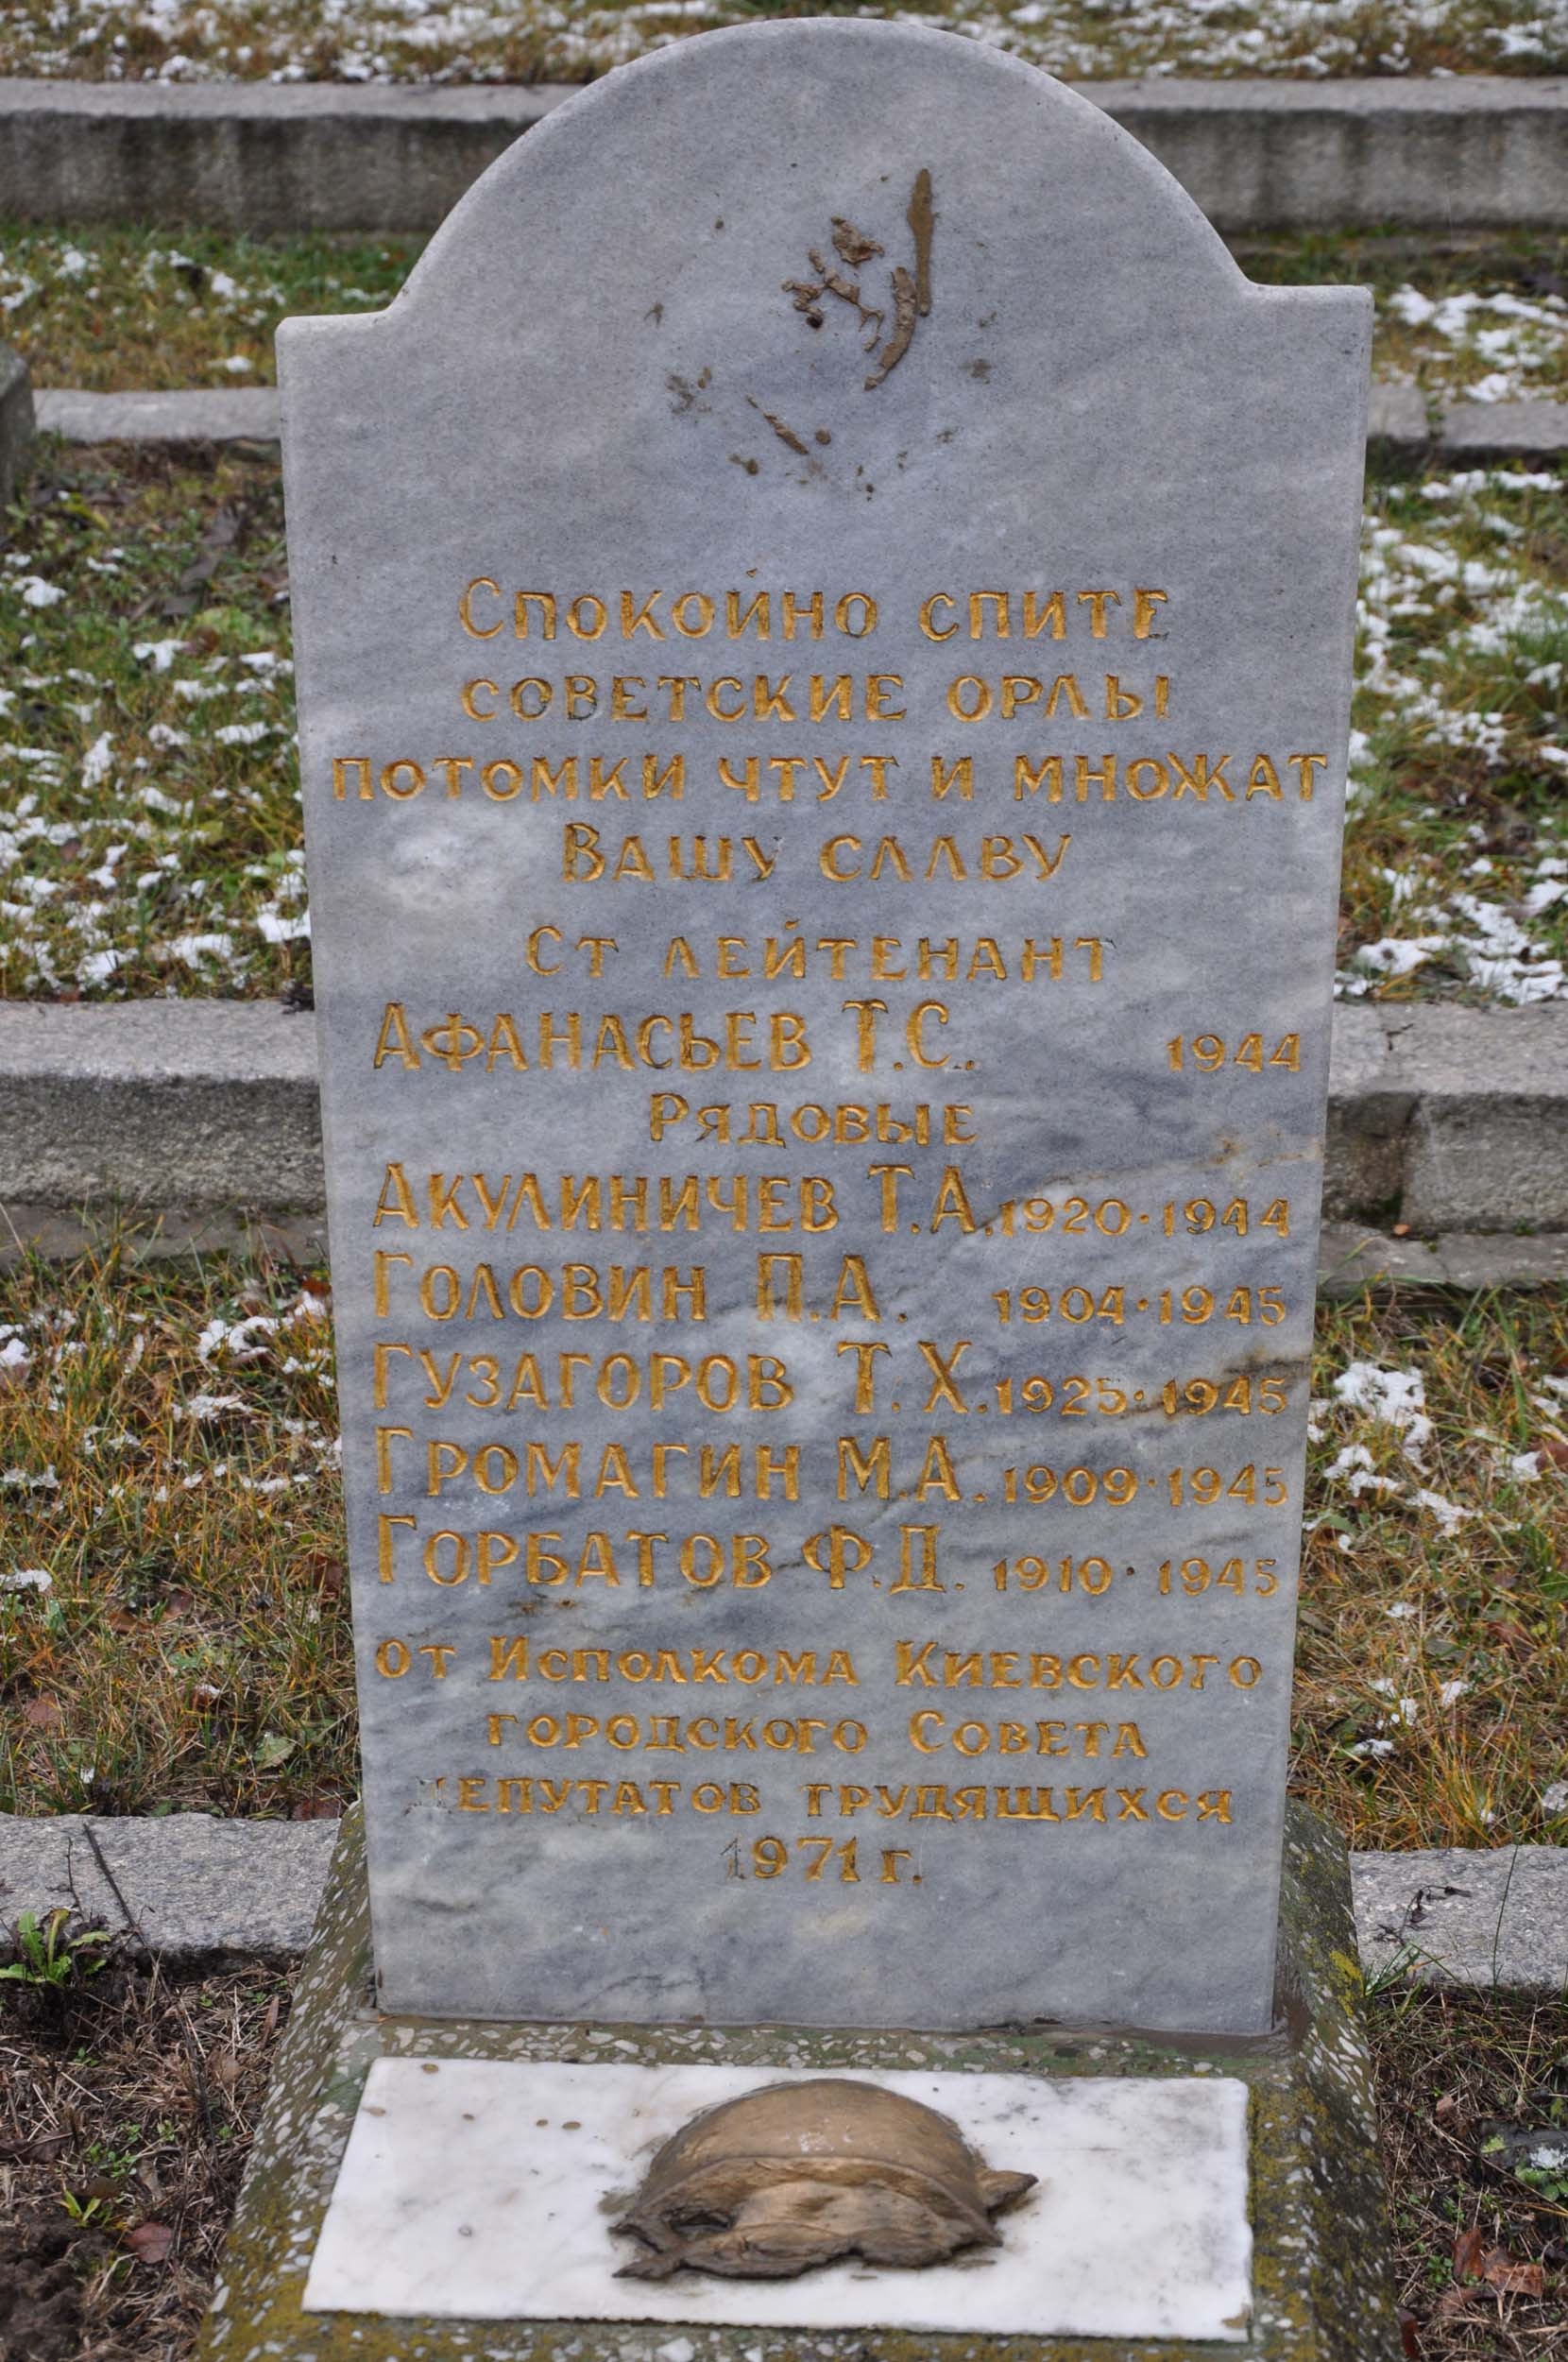 Спокойно спите
советские орлы
потомки чтут и множат
Вашу славу
Ст лейтенант
Афанасьев Т.С. 1944
Рядовые
Акулиничев Т.А. 1920·1944
Головин П.А. 1904·1945
Гузагоров Т.Х. 1925·1945
Громагин М.А. 1909·1945
Горбатов Ф.Д. 1910·1945
от Исполкома Киевского
городского Совета
депутатов трудящихся
1971 г.